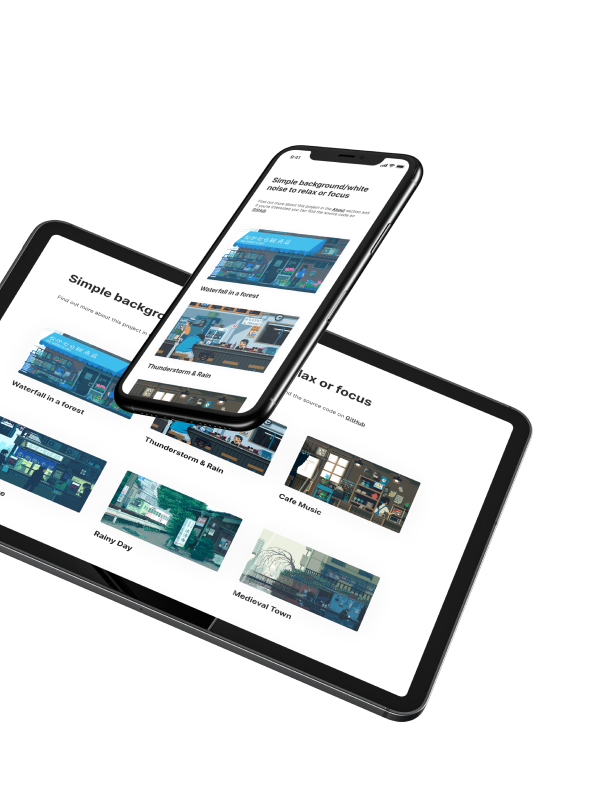 9:41
Simple background/white
noise to relax or focus
Find out more about this project in the About section and
if you're interested you can find the source code on
GitHub
Waterfall in a forest
Thunderstorm & Rain
Simple backgro
lax or focus
Find out more about this project in
nd the source code on GitHub
Waterfall in a forest
Thunderstorm & Rain
Cafe Music
Rainy Day
Medieval Town